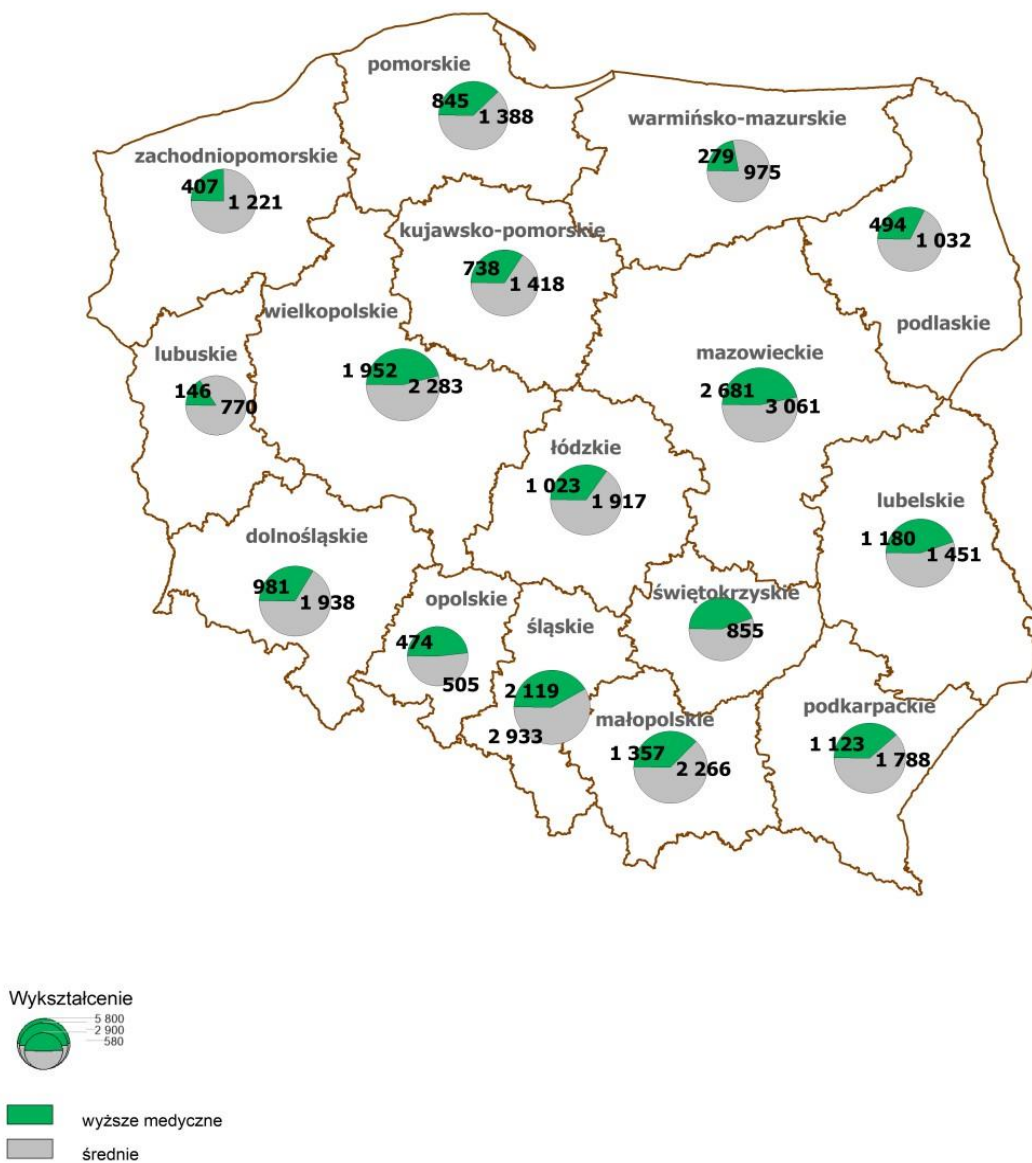 pomorskie
845
1 388
warmińsko-mazurskie
279
975
zachodniopomorskie
407
1 221
494
1 032
podlaskie
kujawsko-pomorskie
738
1 418
wielkopolskie
1 952
2 283
lubuskie
146
770
mazowieckie
2 681
3 061
łódzkie
1 023
1 917
lubelskie
1 180
1 451
dolnośląskie
981
1 938
opolskie
474
505
śląskie
2 119
2 933
świętokrzyskie
855
małopolskie
1 357
2 266
podkarpackie
1 123
1 788
Wykształcenie
5 800
2 900
580
wyższe medyczne
średnie